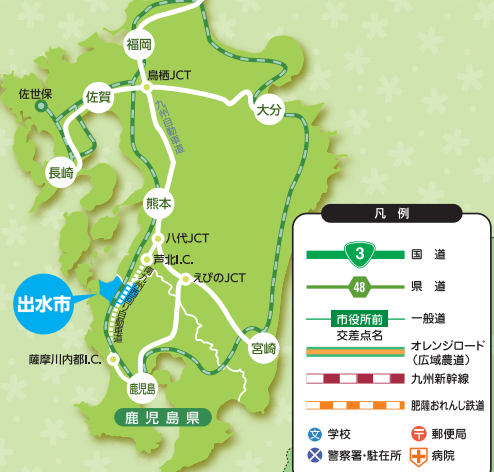 福岡
鳥栖JCT
佐世保
佐賀
大分
九州自動車道
長崎
熊本
八代JCT
芦北I.C.
えびのJCT
出水市
宮崎
薩摩川内都I.C.
鹿児島
鹿児島県
凡 例
3
国 道
48
県 道
市役所前
交差点名
一般道
オレンジロード
(広域農道)
九州新幹線
肥薩おれんじ鉄道
文 学校
〒 郵便局
警察署・駐在所
病院